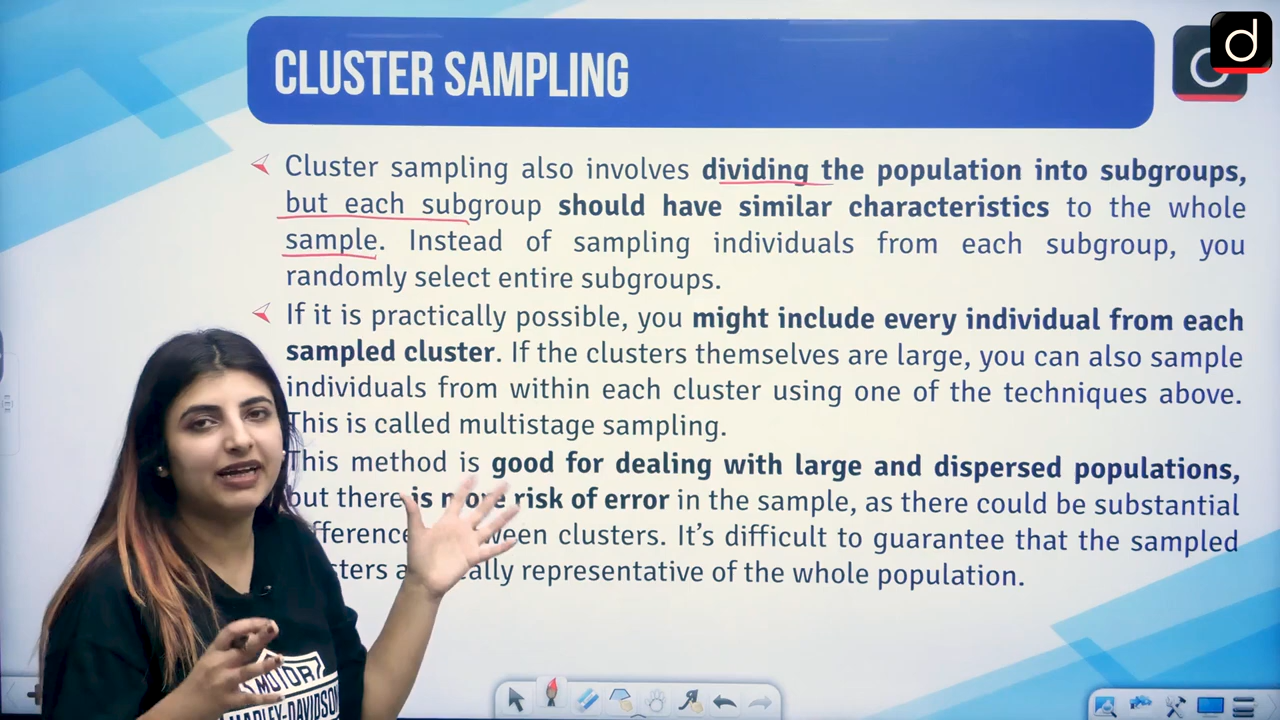 CLUSTER SAMPLING
d
Cluster sampling also involves dividing the population into subgroups,
but each subgroup should have similar characteristics to the whole
sample. Instead of sampling individuals from each subgroup, you
randomly select entire subgroups.
If it is practically possible, you might include every individual from each
sampled cluster. If the clusters themselves are large, you can also sample
individuals from within each cluster using one of the techniques above.
This is called multistage sampling.
This method is good for dealing with large and dispersed populations,
but there is more risk of error in the sample, as there could be substantial
clusters. It's difficult to guarantee that the sampled
representative of the whole population.
MOTOR
HARLEY-DAVIDSON